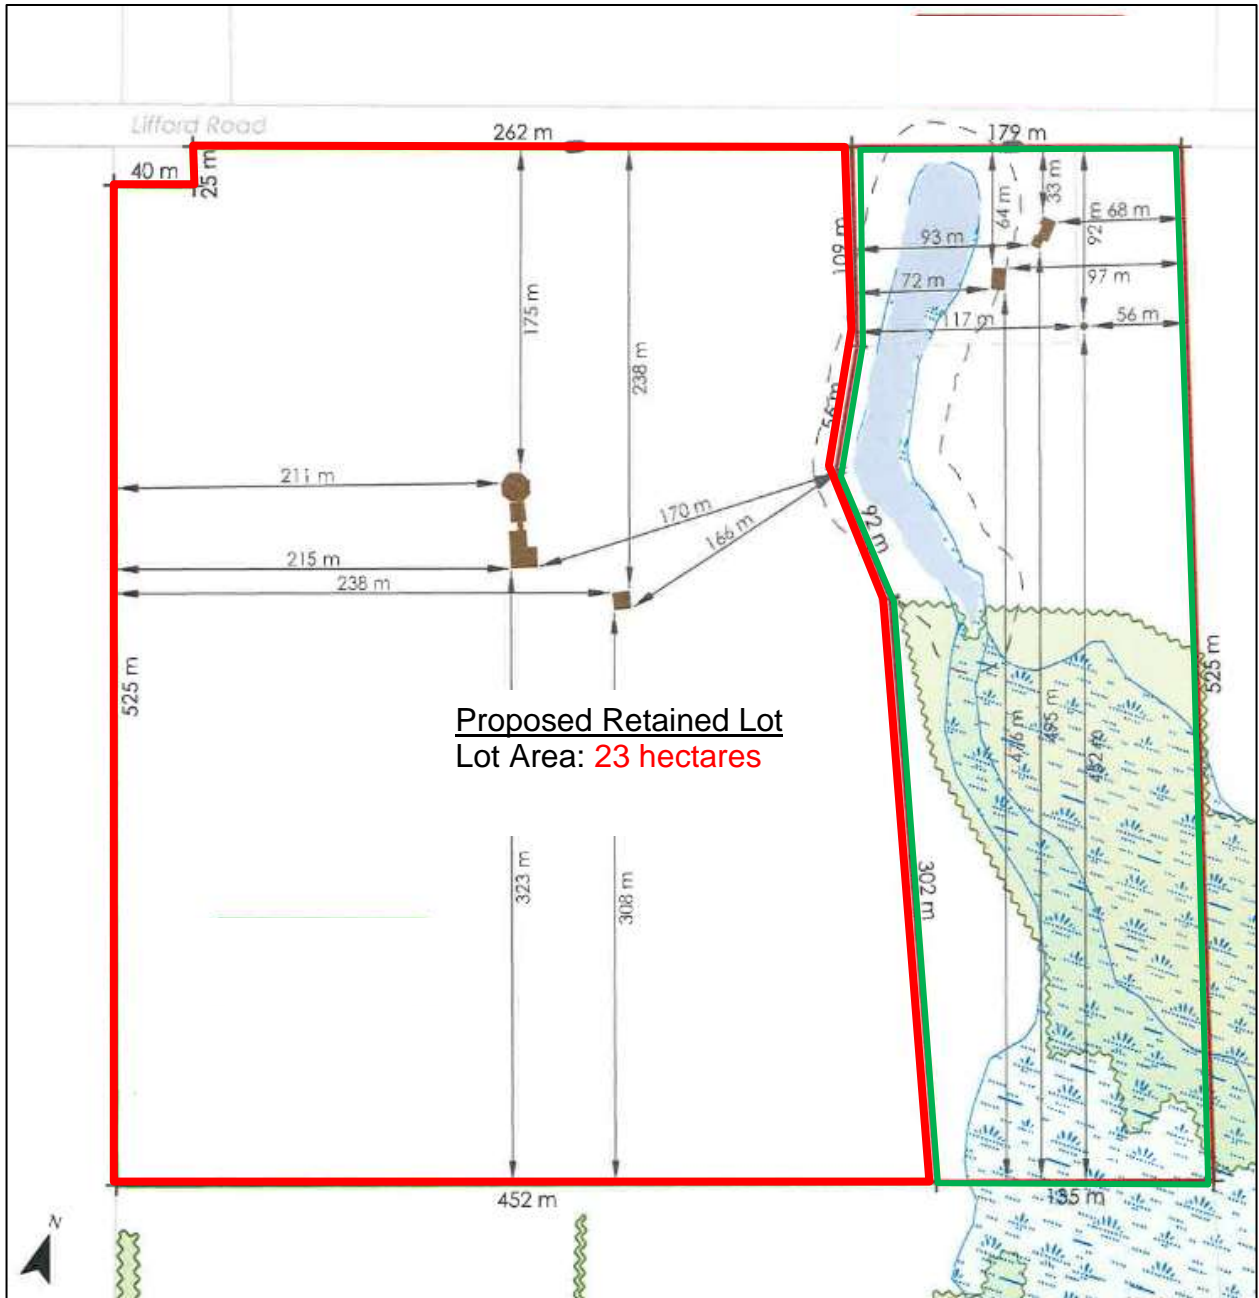 Lifford Road
262 m
179 m
40 m
25 m
64 m
33 m
92 m
68 m
93 m
109 m
97 m
72 m
117 m
56 m
175 m
238 m
56 m
211 m
170 m
166 m
92 m
215 m
238 m
525 m
525 m
Proposed Retained Lot
Lot Area: 23 hectares
476 m
495 m
432 m
323 m
308 m
302 m
452 m
135 m
N